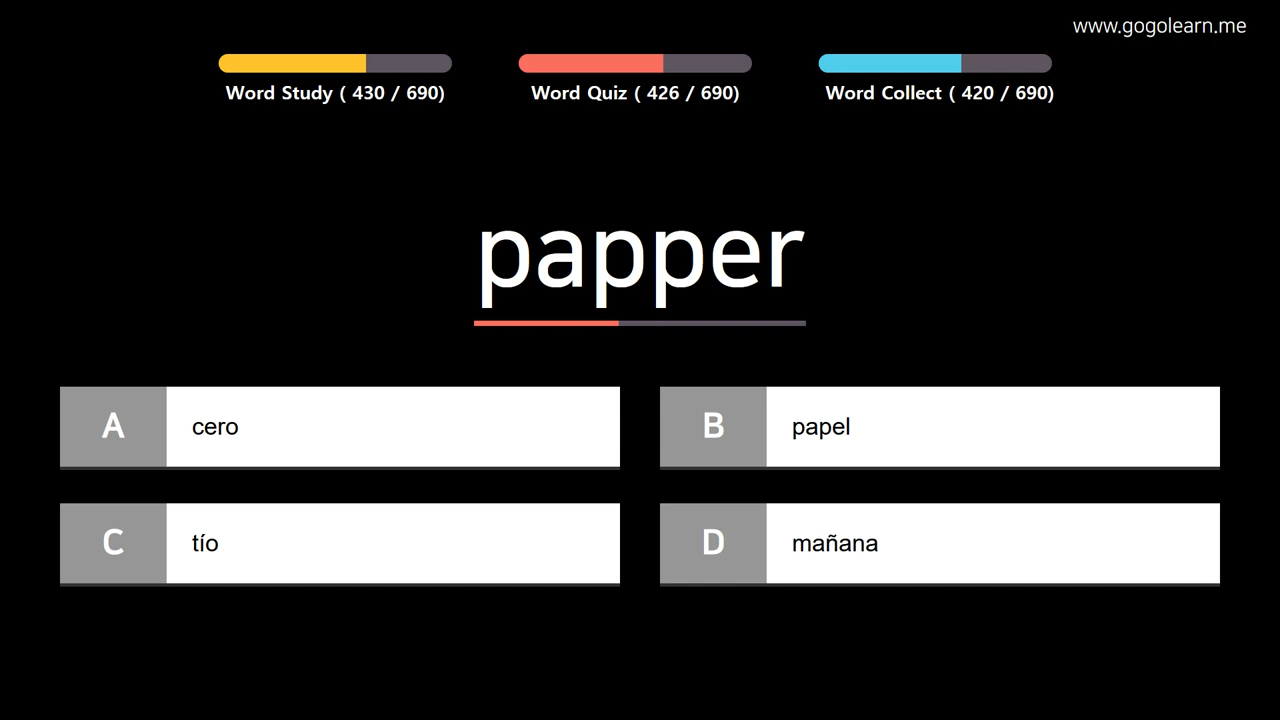 www.gogolearn.me
Word Study ( 430 / 690)
Word Quiz ( 426 / 690)
Word Collect ( 420 / 690)
papper
A
cero
B
papel
C
tío
D
mañana